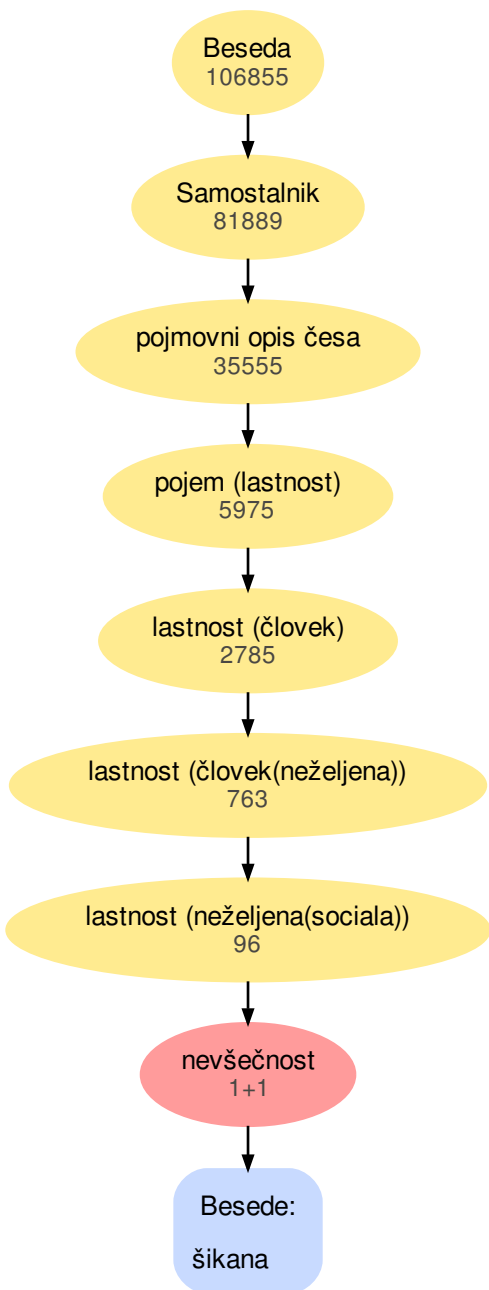 Beseda
106855
Samostalnik
81889
pojmovni opis česa
35555
pojem (lastnost)
5975
lastnost (človek)
2785
lastnost (človek(neželjena))
763
lastnost (neželjena(sociala))
96
nevšečnost
1+1
Besede:
šikana